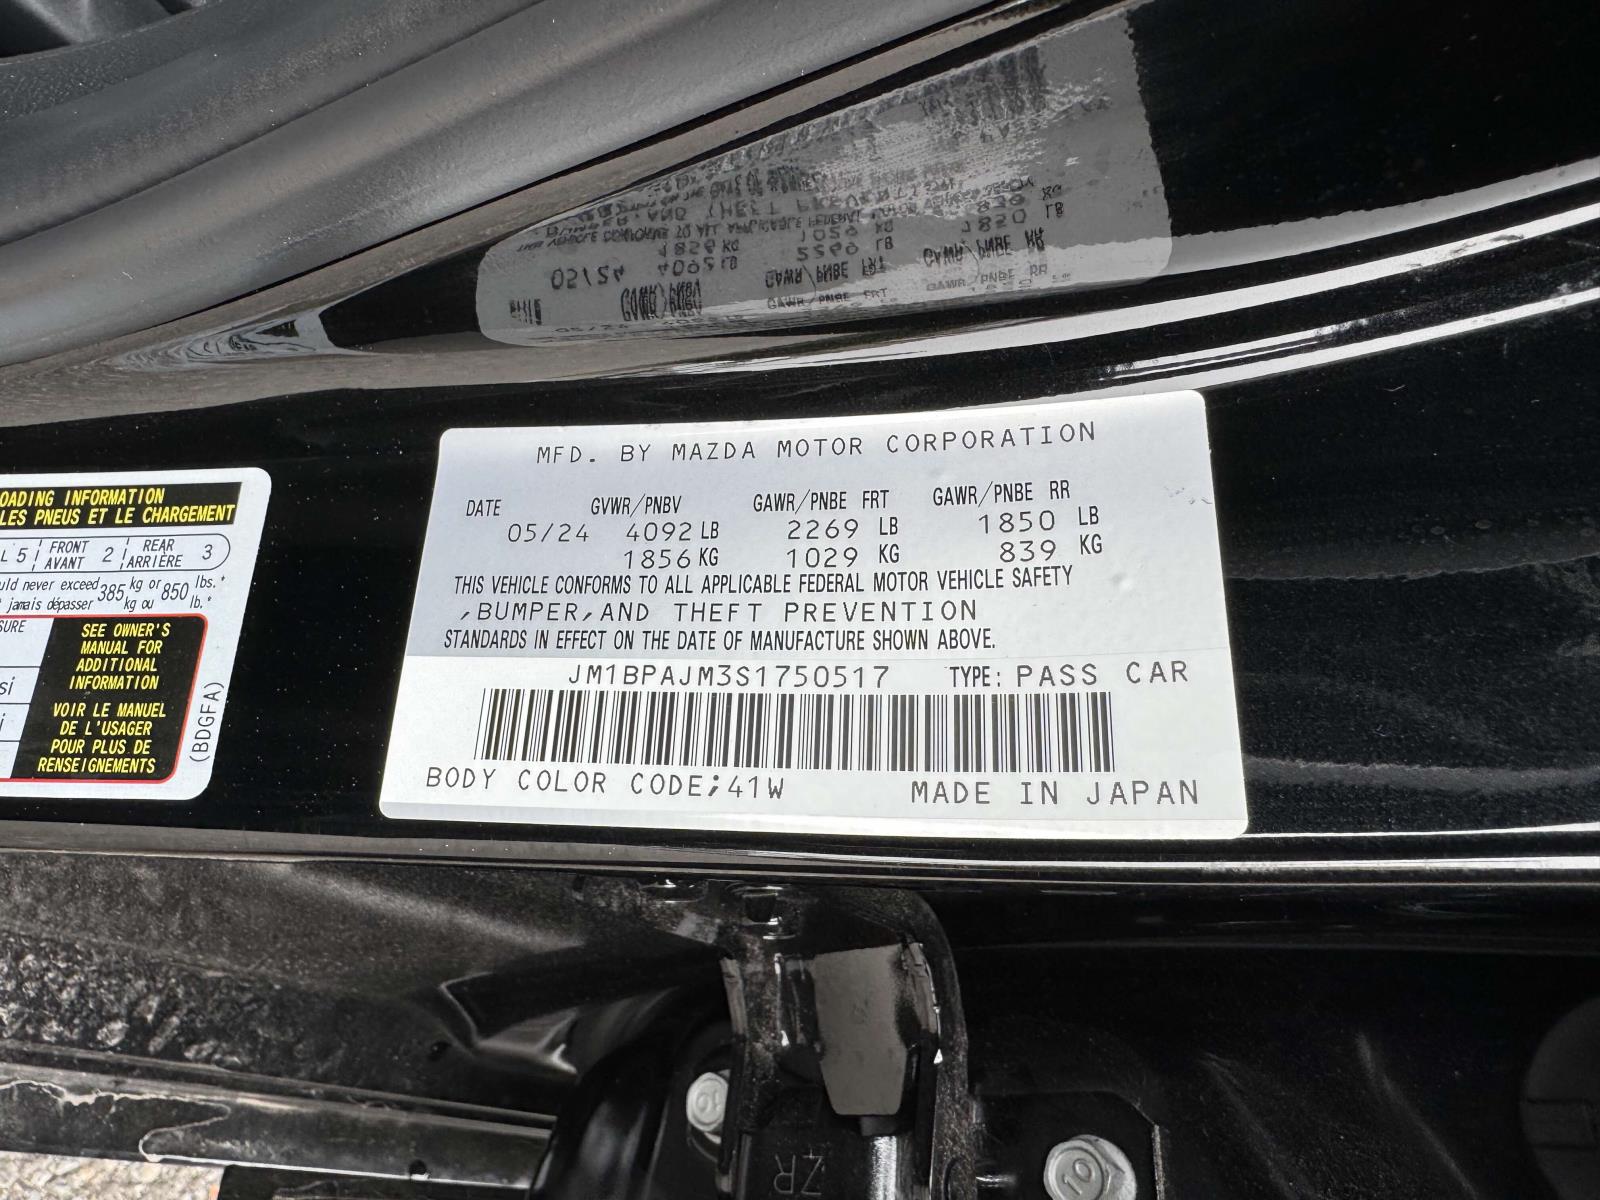 MFD. BY MAZDA MOTOR CORPORATION
DATE GVWR/PNBV GAWR/PNBE FRT GAWR/PNBE RR
05/24 4092 LB 2269 LB 1850 LB
1856 KG 1029 KG 839 KG
THIS VEHICLE CONFORMS TO ALL APPLICABLE FEDERAL MOTOR VEHICLE SAFETY
,BUMPER,AND THEFT PREVENTION
STANDARDS IN EFFECT ON THE DATE OF MANUFACTURE SHOWN ABOVE.
JM1BPAJM3S1750517 TYPE: PASS CAR
BODY COLOR CODE;41W MADE IN JAPAN
OADING INFORMATION
LES PNEUS ET LE CHARGEMENT
L 5 FRONT AVANT 2 REAR ARRIÈRE 3
uld never exceed 385 kg or 850 lbs.
jamais dépasser kg ou lb.
SURE
SEE OWNER'S
MANUAL FOR
ADDITIONAL
INFORMATION
si
VOIR LE MANUEL
DE L'USAGER
POUR PLUS DE
RENSEIGNEMENTS
i
(BDGFA)
10
ZR
10